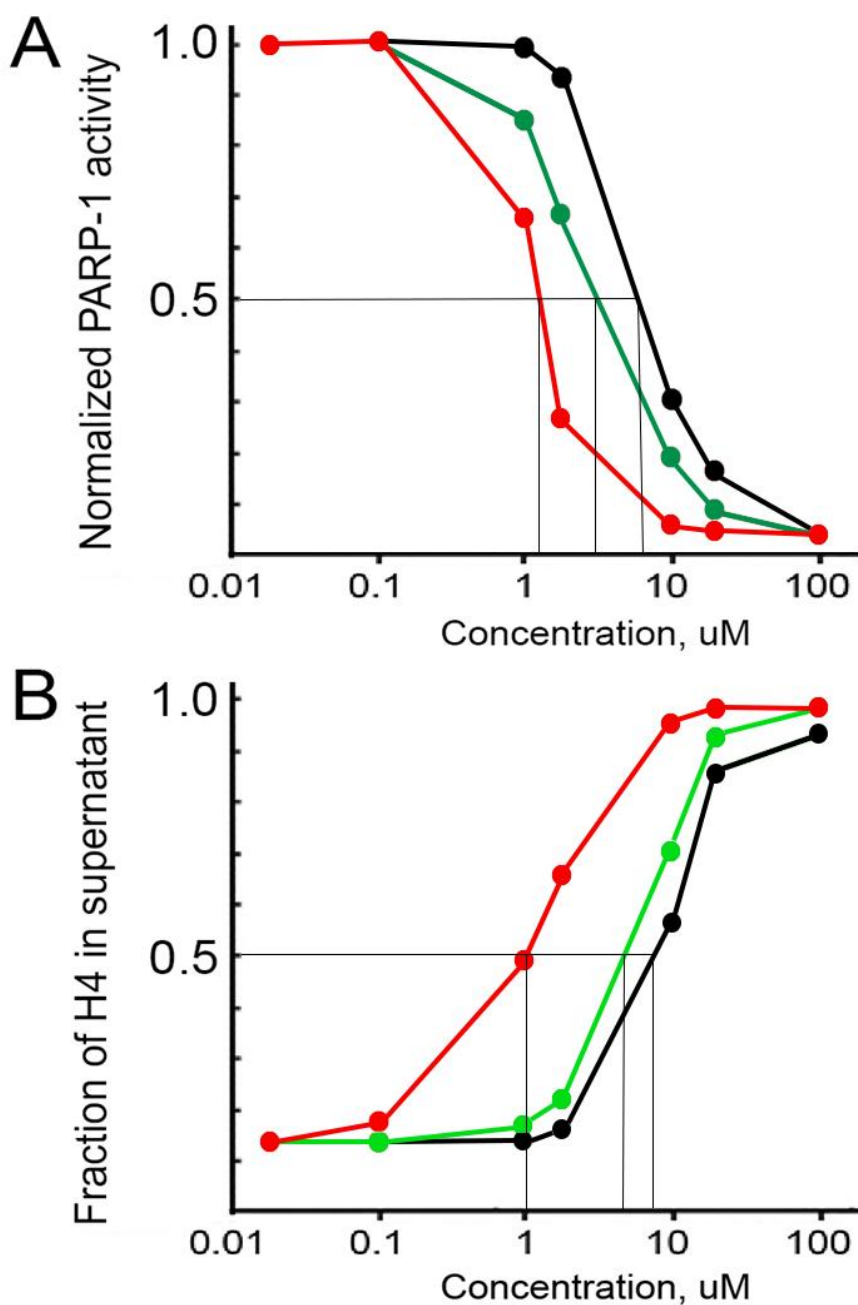 A
Normalized PARP-1 activity
1.0
0.5
0.01 0.1 1 10 100
Concentration, uM
B
Fraction of H4 in supernatant
1.0
0.5
0.01 0.1 1 10 100
Concentration, uM